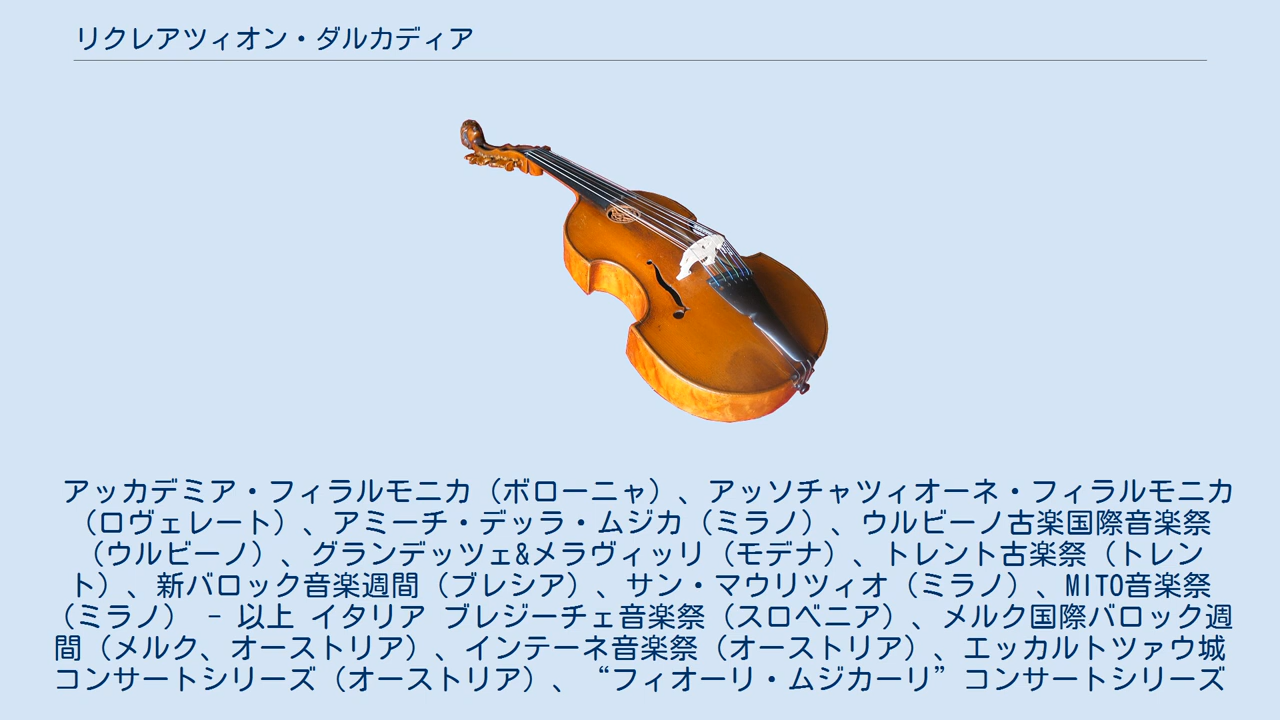 リクレアツィオン・ダルカディア
アッカデミア・フィラルモニカ（ボローニャ）、アッソチャツィオーネ・フィラルモニカ
（ロヴェレート）、アミーチ・デッラ・ムジカ（ミラノ）、ウルビーノ古楽国際音楽祭
（ウルビーノ）、グランデッツェ&メラヴィッリ（モデナ）、トレント古楽祭（トレン
ト）、新バロック音楽週間（ブレシア）、サン・マウリツィオ（ミラノ）、MITO音楽祭
（ミラノ） − 以上 イタリア ブレジーチェ音楽祭（スロベニア）、メルク国際バロック週
間（メルク、オーストリア）、インテーネ音楽祭（オーストリア）、エッカルトツァウ城
コンサートシリーズ（オーストリア）、“フィオーリ・ムジカーリ” コンサートシリーズ